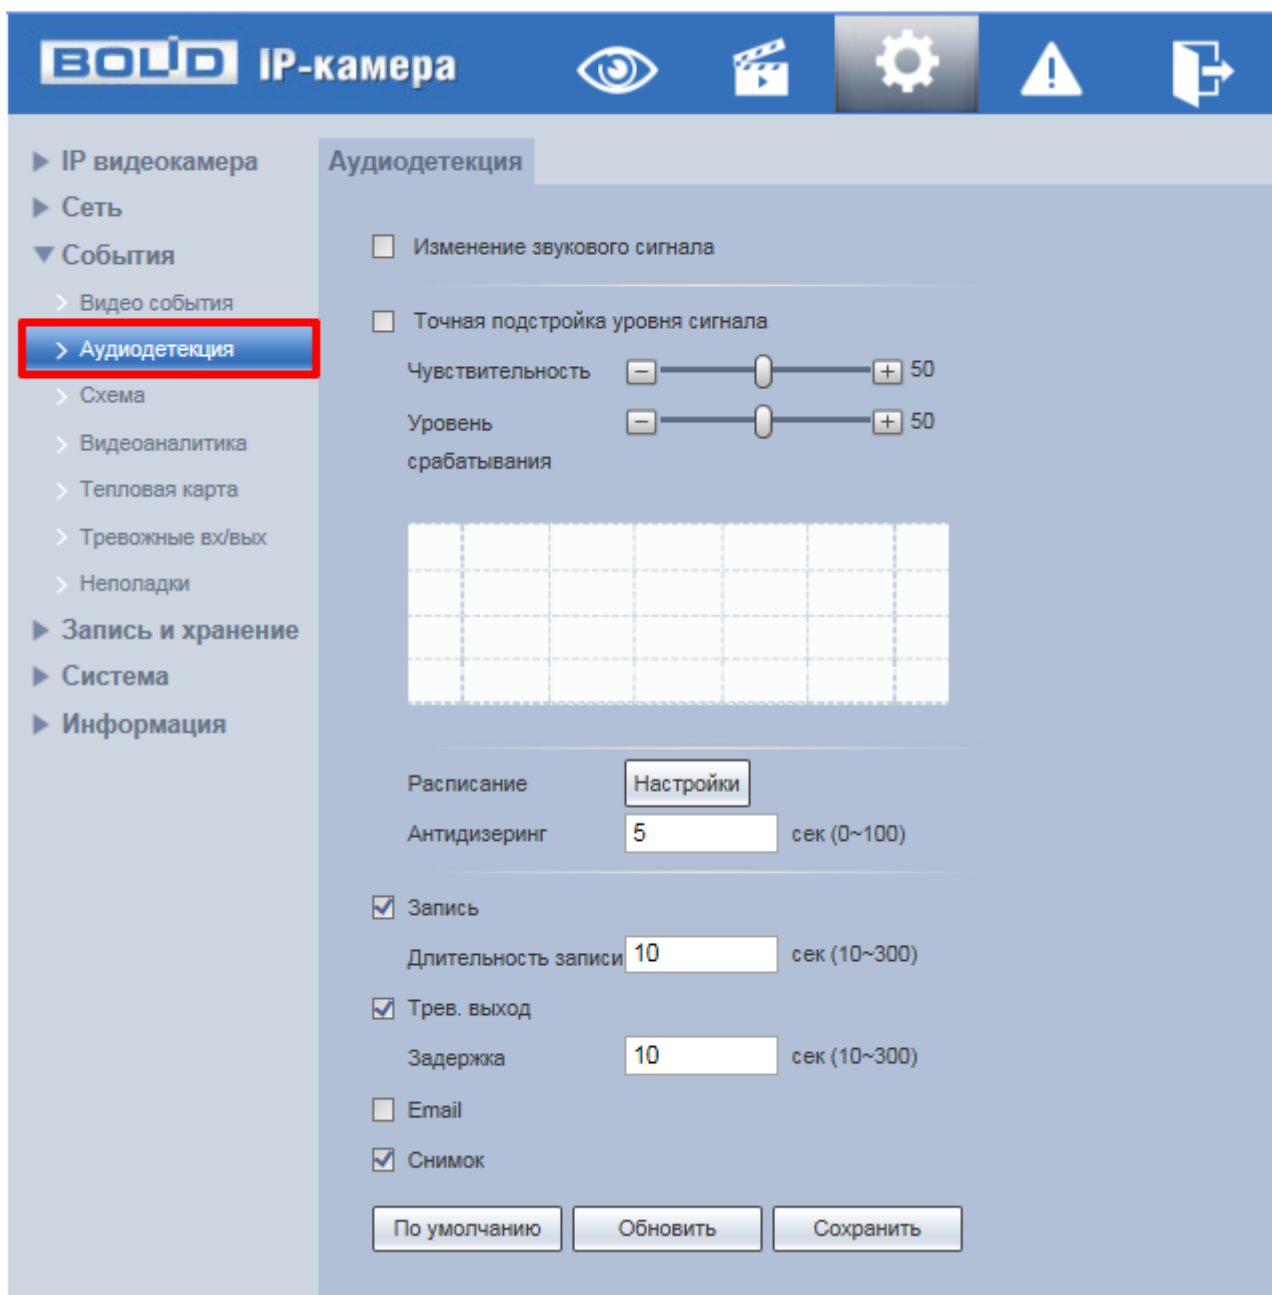 BOLID IP-камера
IP видеокамера
Сеть
События
Видео события
Аудиодетекция
Схема
Видеоаналитика
Тепловая карта
Тревожные вх/вых
Неполадки
Запись и хранение
Система
Информация
Аудиодетекция
Изменение звукового сигнала
Точная подстройка уровня сигнала
Чувствительность 50
Уровень 50
срабатывания
Расписание Настройки
Антидизеринг 5 сек (0~100)
Запись
Длительность записи 10 сек (10~300)
Трев. выход
Задержка 10 сек (10~300)
Email
Снимок
По умолчанию Обновить Сохранить